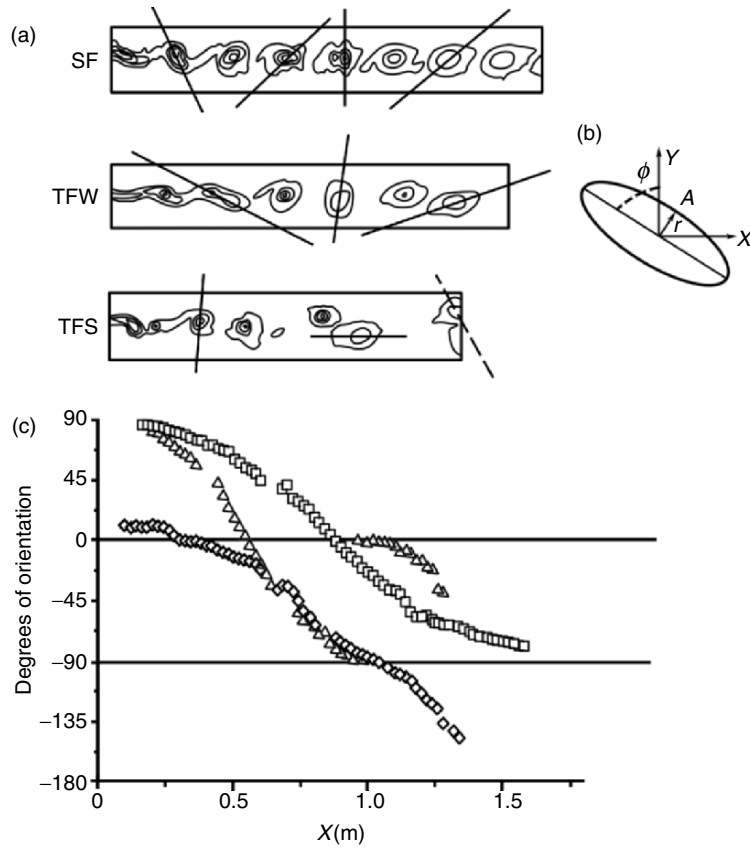 (a)
SF
TFW
TFS
(b)
Y
ϕ
A
r
X
(c)
Degrees of orientation
90
45
0
−45
−90
−135
−180
0
0.5
1.0
1.5
X(m)